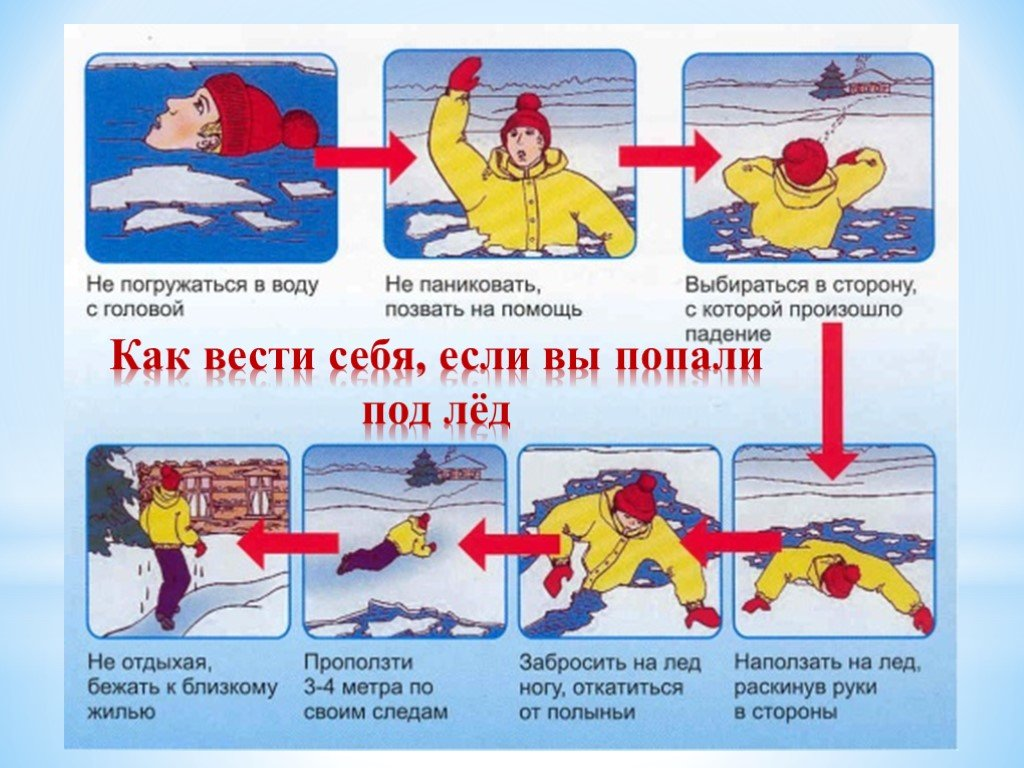 Не погружаться в воду
с головой
Не паниковать,
позвать на помощь
Выбираться в сторону,
с которой произошло
падение
Как вести себя, если вы попали
под лёд
Наползать на лед,
раскинув руки
в стороны
Забросить на лед
ногу, откатиться
от полыньи
Проползти
3-4 метра по
своим следам
Не отдыхая,
бежать к близкому
жилью